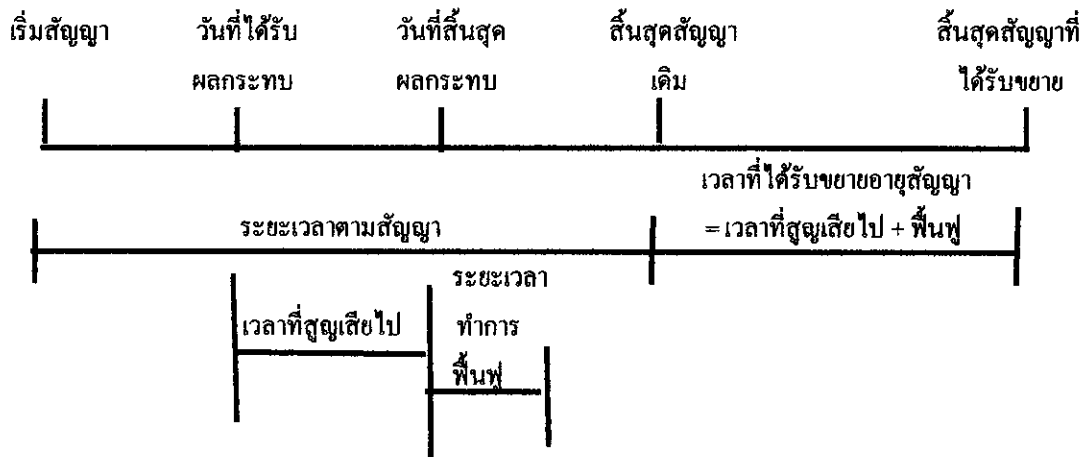 เริ่มสัญญา วันที่ได้รับ วันที่สิ้นสุด สิ้นสุดสัญญา สิ้นสุดสัญญาที่
ผลกระทบ ผลกระทบ เดิม ได้รับขยาย
เวลาที่ได้รับขยายอายุสัญญา
ระยะเวลาตามสัญญา = เวลาที่สูญเสียไป + ฟื้นฟู
ระยะเวลา
เวลาที่สูญเสียไป ทำการ
ฟื้นฟู